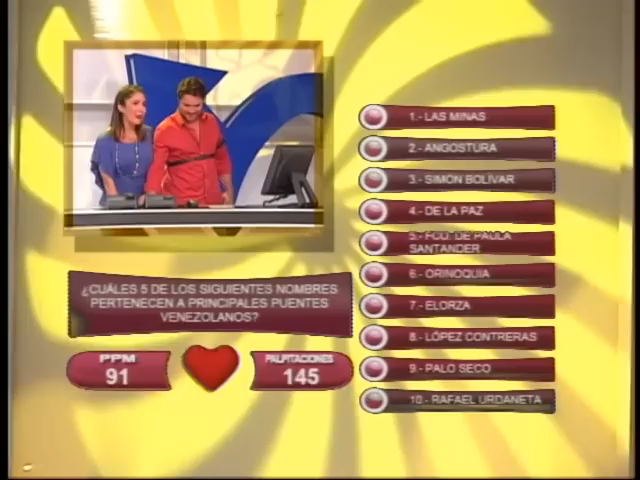 ¿CUÁLES 5 DE LOS SIGUIENTES NOMBRES
PERTENECEN A PRINCIPALES PUENTES
VENEZOLANOS?
PPM
91
PALPITACIONES
145
1.- LAS MINAS
2.- ANGOSTURA
3.- SIMÓN BOLÍVAR
4.- DE LA PAZ
5.- FCO. DE PAULA
SANTANDER
6.- ORINOQUIA
7.- ELORZA
8.- LÓPEZ CONTRERAS
9.- PALO SECO
10.- RAFAEL URDANETA